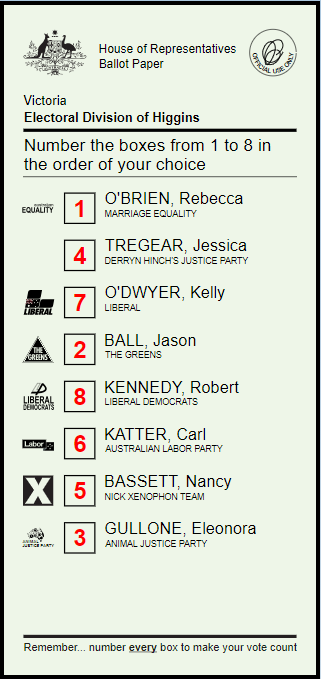 House of Representatives
Ballot Paper
OFFICIAL USE ONLY
Victoria
Electoral Division of Higgins
Number the boxes from 1 to 8 in
the order of your choice
EQUALITY
1
O'BRIEN, Rebecca
MARRIAGE EQUALITY
4
TREGEAR, Jessica
DERRYN HINCH'S JUSTICE PARTY
LIBERAL
7
O'DWYER, Kelly
LIBERAL
THE
GREENS
2
BALL, Jason
THE GREENS
LIBERAL
DEMOCRATS
8
KENNEDY, Robert
LIBERAL DEMOCRATS
Labor
6
KATTER, Carl
AUSTRALIAN LABOR PARTY
X
5
BASSETT, Nancy
NICK XENOPHON TEAM
ANIMAL
JUSTICE PARTY
3
GULLONE, Eleonora
ANIMAL JUSTICE PARTY
Remember... number every box to make your vote count